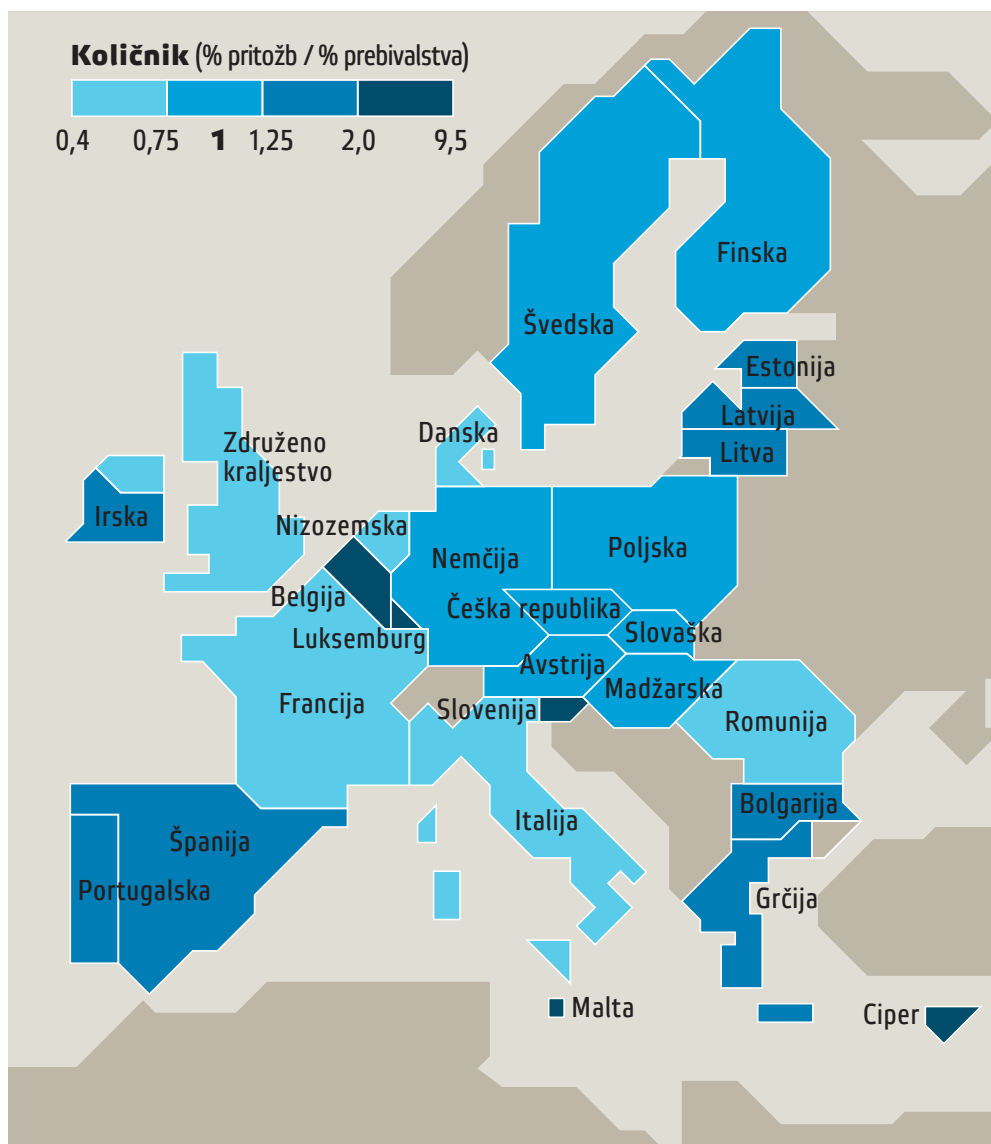 Količnik (% pritožb / % prebivalstva)
0,4 0,75 1 1,25 2,0 9,5
Finska
Švedska
Estonija
Latvija
Danska
Združeno
kraljestvo
Litva
Irska
Nizozemska
Nemčija
Poljska
Belgija
Češka republika
Luksemburg
Slovaška
Avstrija
Madžarska
Francija
Slovenija
Romunija
Bolgarija
Italija
Španija
Portugalska
Grčija
Malta
Ciper